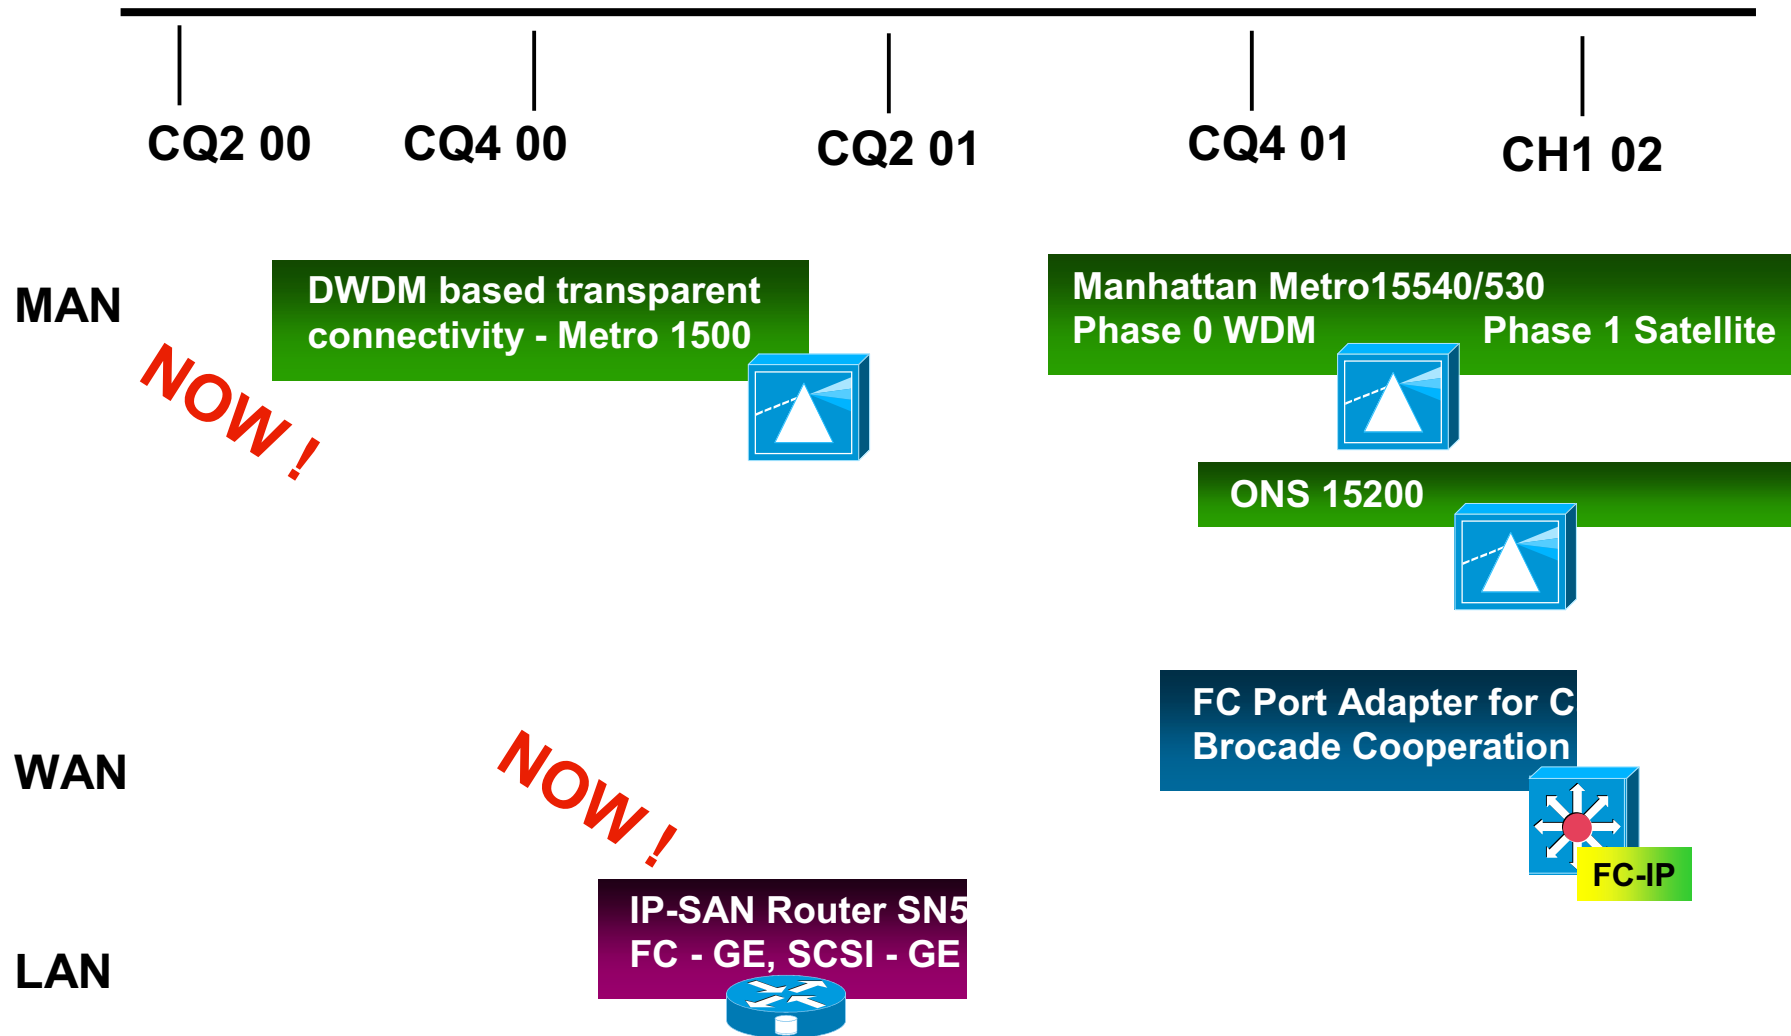 CQ2 00
CQ4 00
CQ2 01
CQ4 01
CH1 02
MAN
DWDM based transparent
connectivity - Metro 1500
Manhattan Metro15540/530
Phase 0 WDM Phase 1 Satellite
NOW !
ONS 15200
WAN
FC Port Adapter for C
Brocade Cooperation
NOW !
FC-IP
LAN
IP-SAN Router SN5
FC - GE, SCSI - GE